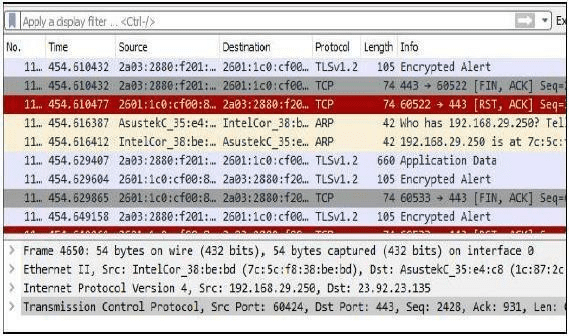 Apply a display filter ... <Ctrl-/> Ex
No. Time Source Destination Protocol Length Info
11... 454.610432 2a03:2880:f201:... 2601:1c0:cf00... TLSv1.2 105 Encrypted Alert
11... 454.610432 2a03:2880:f201:... 2601:1c0:cf00... TCP 74 443 → 60522 [FIN, ACK] Seq=
11... 454.610477 2601:1c0:cf00:8... 2a03:2880:f20... TCP 74 60522 → 443 [RST, ACK] Seq=
11... 454.616387 AsustekC_35:e4:... IntelCor_38:b... ARP 42 Who has 192.168.29.250? Tell
11... 454.616412 IntelCor_38:be:... AsustekC_35:e... ARP 42 192.168.29.250 is at 7c:5c:f
11... 454.629407 2a03:2880:f201:... 2601:1c0:cf00... TLSv1.2 660 Application Data
11... 454.629604 2601:1c0:cf00:8... 2a03:2880:f20... TLSv1.2 105 Encrypted Alert
11... 454.629865 2601:1c0:cf00:8... 2a03:2880:f20... TCP 74 60533 → 443 [FIN, ACK] Seq=
11... 454.649158 2a03:2880:f201:... 2601:1c0:cf00... TLSv1.2 105 Encrypted Alert
Frame 4650: 54 bytes on wire (432 bits), 54 bytes captured (432 bits) on interface 0
Ethernet II, Src: IntelCor_38:be:bd (7c:5c:f8:38:be:bd), Dst: AsustekC_35:e4:c8 (1c:87:2c
Internet Protocol Version 4, Src: 192.168.29.250, Dst: 23.92.23.135
Transmission Control Protocol, Src Port: 60424, Dst Port: 443, Seq: 2428, Ack: 931, Len: